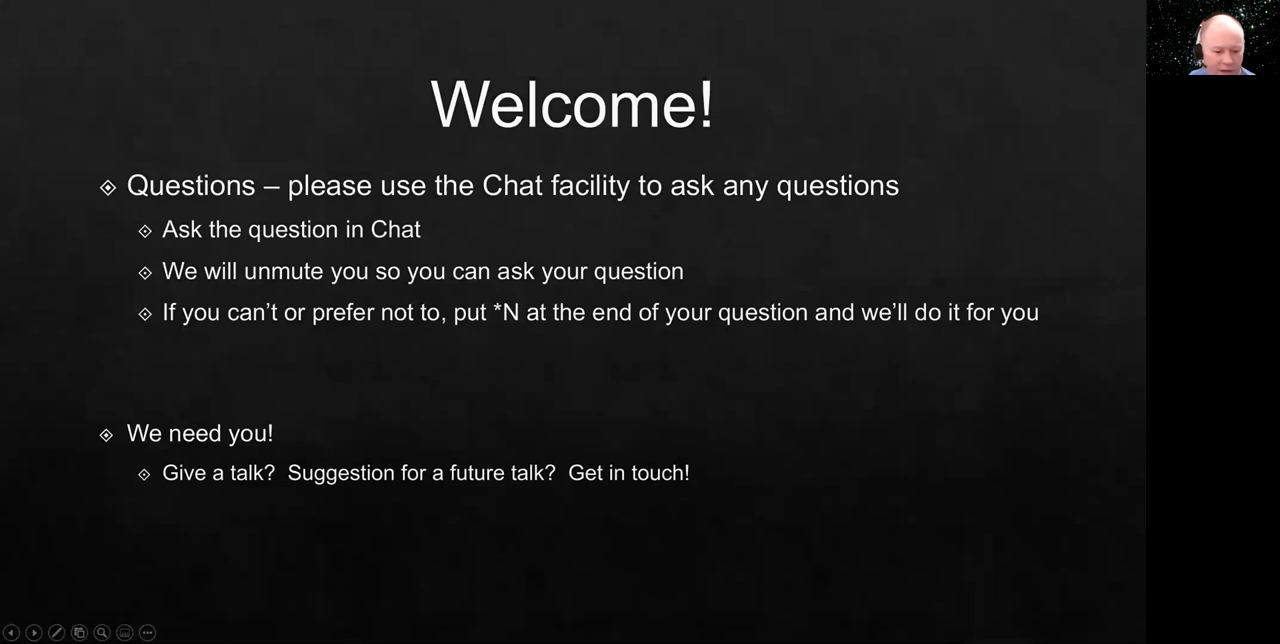 Welcome!
Questions – please use the Chat facility to ask any questions
Ask the question in Chat
We will unmute you so you can ask your question
If you can’t or prefer not to, put *N at the end of your question and we’ll do it for you
We need you!
Give a talk?  Suggestion for a future talk?  Get in touch!